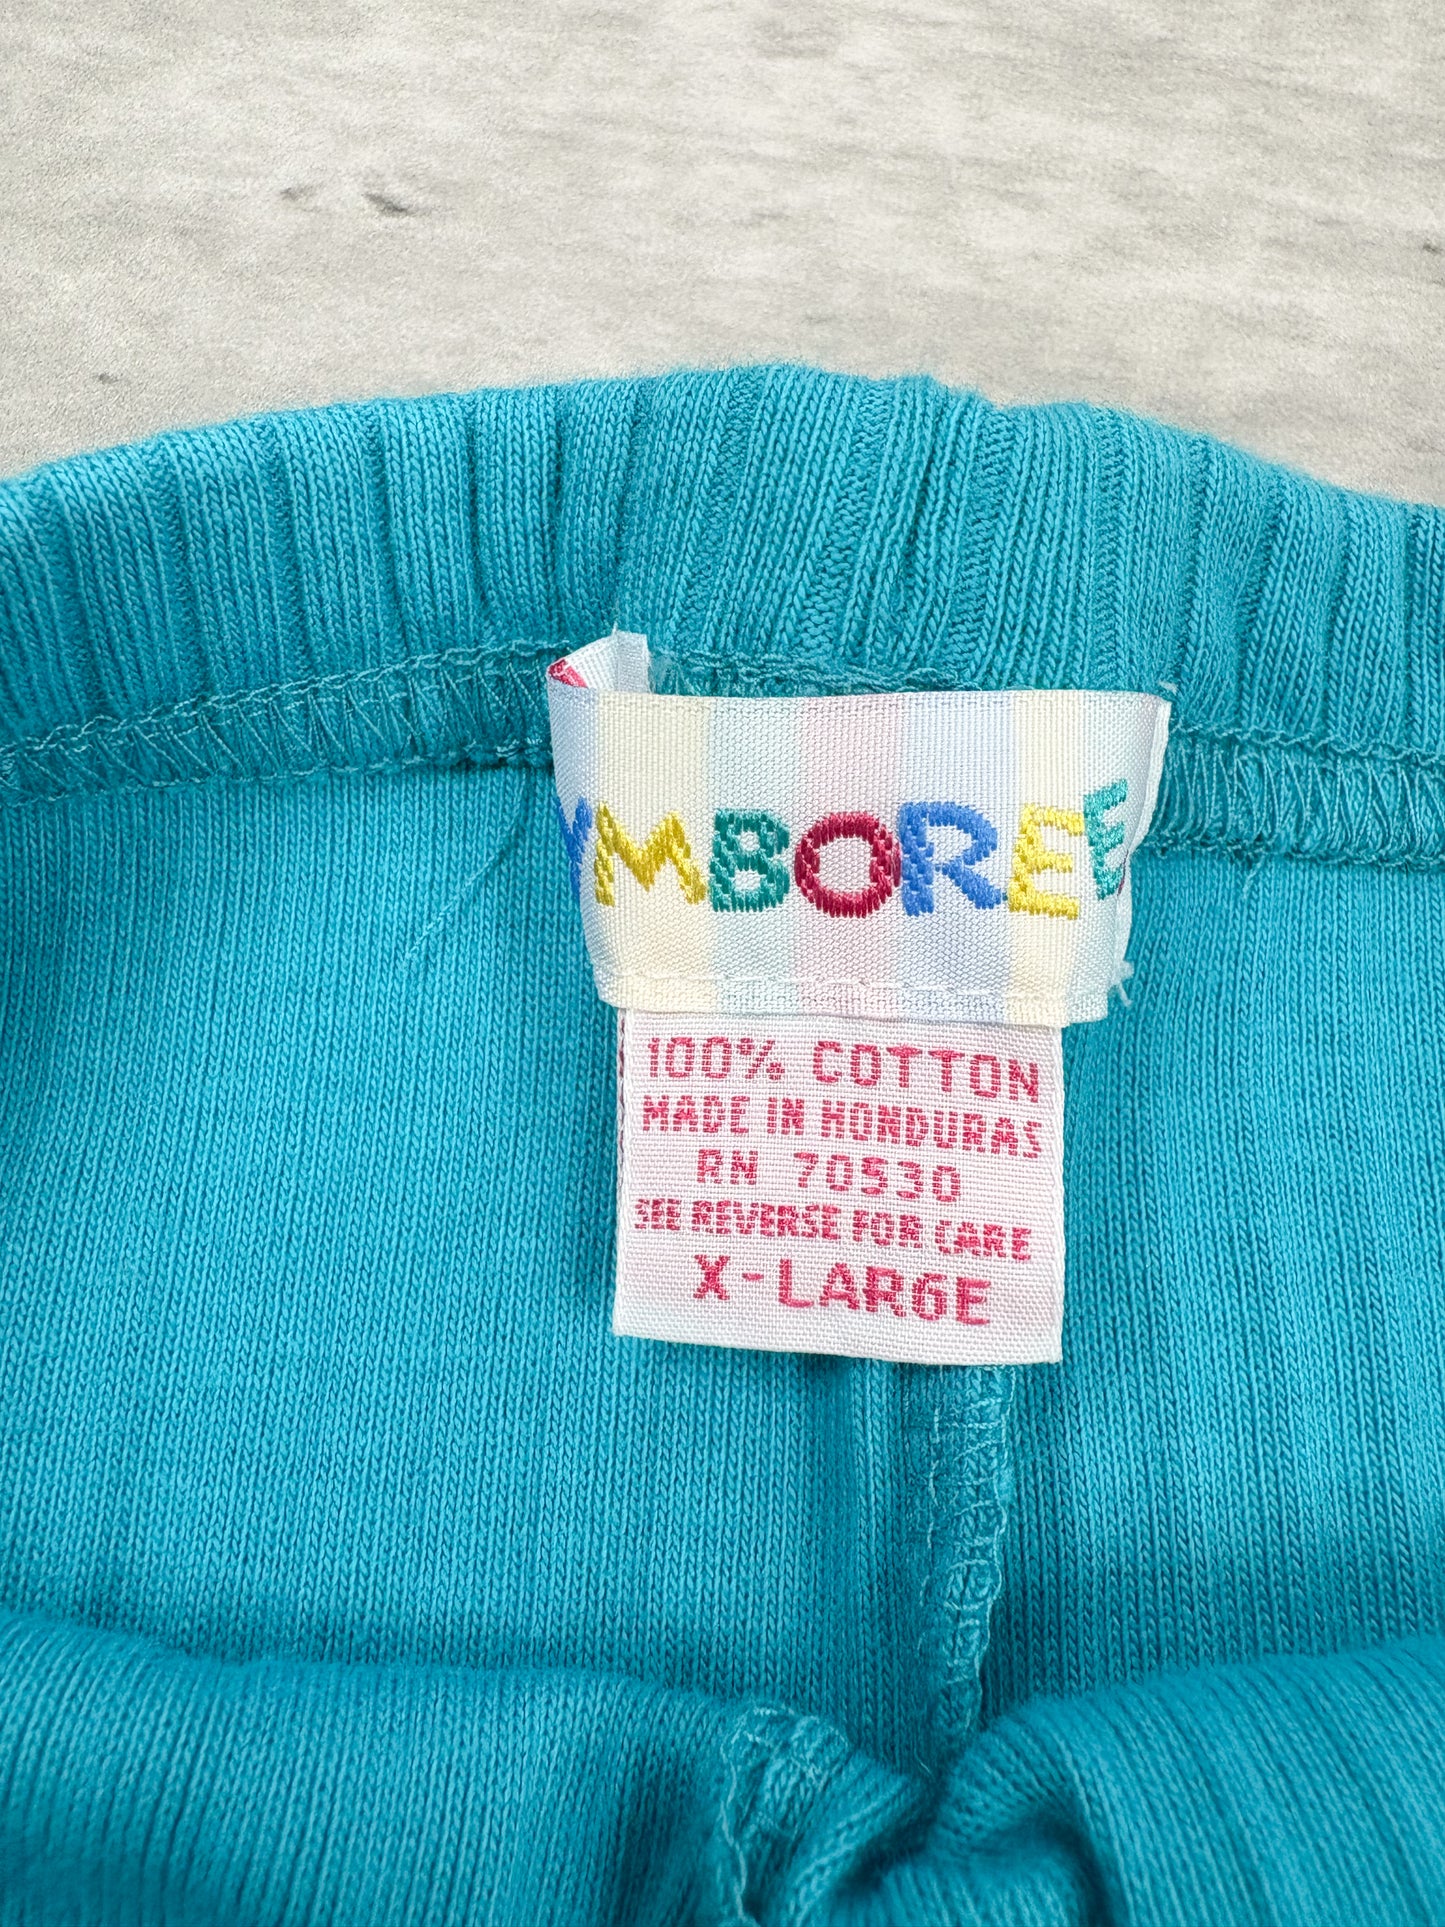 YMBOREE
100% COTTON
MADE IN HONDURAS
RN 70530
SEE REVERSE FOR CARE
X-LARGE